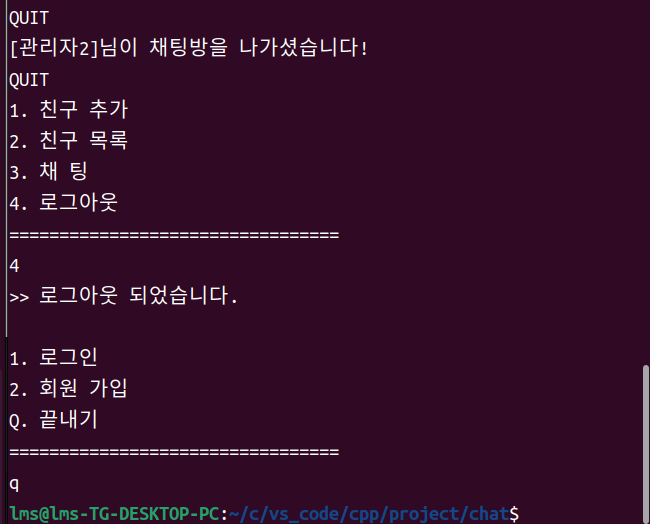 QUIT
[관리자2]님이 채팅방을 나가셨습니다!
QUIT
1. 친구 추가
2. 친구 목록
3. 채 팅
4. 로그아웃
=================================
4
>> 로그아웃 되었습니다.
1. 로그인
2. 회원 가입
Q. 끝내기
=================================
q
lms@lms-TG-DESKTOP-PC:~/c/vs_code/cpp/project/chat$